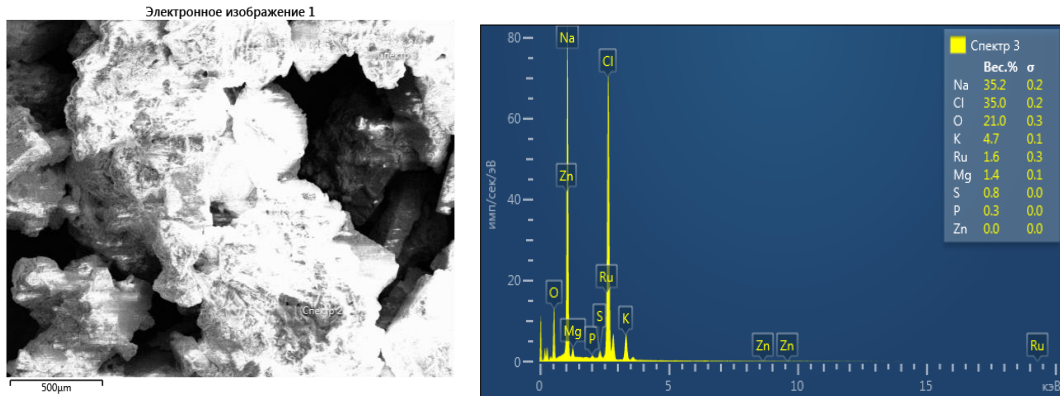 Электронное изображение 1
Спектр 3
Спектр 2
500µm
имп/сек/эВ
80
60
40
20
0
Na
Cl
Zn
Ru
O
S
K
Mg
P
Zn
Zn
Ru
0
5
10
15
кэВ
Спектр 3
Вес.% σ
Na 35.2 0.2
Cl 35.0 0.2
O 21.0 0.3
K 4.7 0.1
Ru 1.6 0.3
Mg 1.4 0.1
S 0.8 0.0
P 0.3 0.0
Zn 0.0 0.0